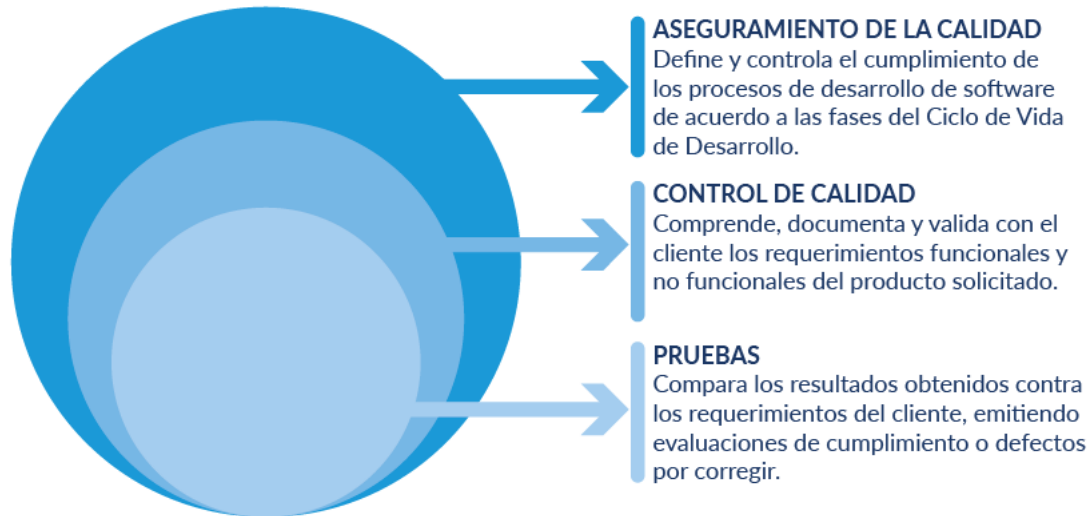 ASEGURAMIENTO DE LA CALIDAD
Define y controla el cumplimiento de
los procesos de desarrollo de software
de acuerdo a las fases del Ciclo de Vida
de Desarrollo.
CONTROL DE CALIDAD
Comprende, documenta y valida con el
cliente los requerimientos funcionales y
no funcionales del producto solicitado.
PRUEBAS
Compara los resultados obtenidos contra
los requerimientos del cliente, emitiendo
evaluaciones de cumplimiento o defectos
por corregir.